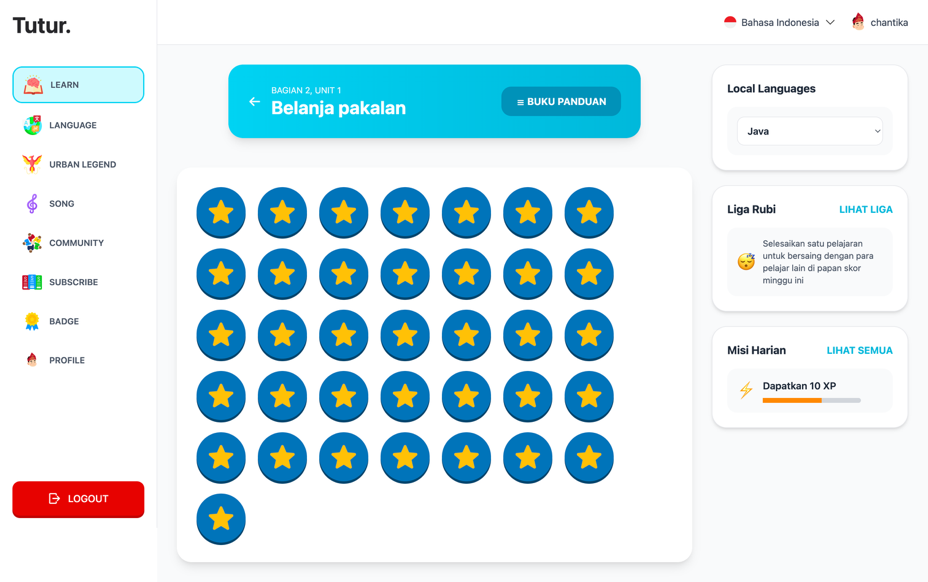 Tutur.
LEARN
LANGUAGE
URBAN LEGEND
SONG
COMMUNITY
SUBSCRIBE
BADGE
PROFILE
LOGOUT
Bahasa Indonesia
chantika
BAGIAN 2, UNIT 1
Belanja pakalan
≡ BUKU PANDUAN
Local Languages
Java
Liga Rubi
LIHAT LIGA
Selesaikan satu pelajaran
untuk bersaing dengan para
pelajar lain di papan skor
minggu ini
Misi Harian
LIHAT SEMUA
Dapatkan 10 XP